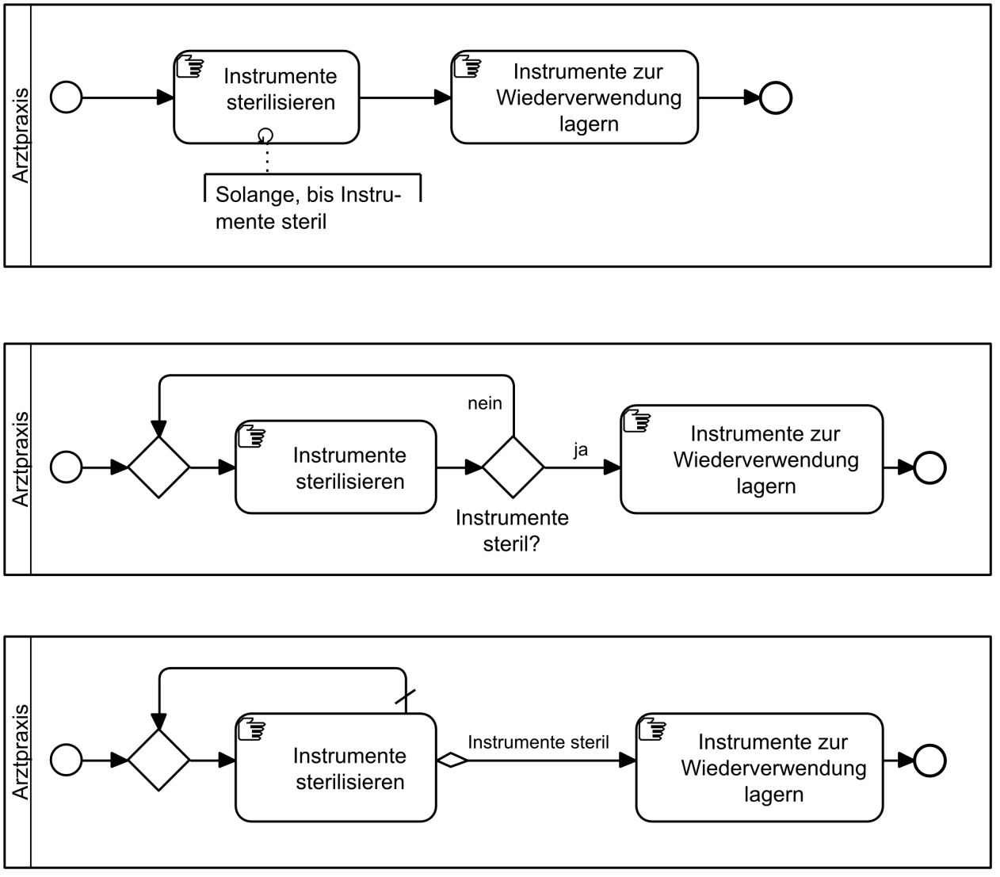 Arztpraxis
Instrumente
sterilisieren
Instrumente zur
Wiederverwendung
lagern
Solange, bis Instru-
mente steril
Arztpraxis
nein
Instrumente
sterilisieren
ja
Instrumente
steril?
Instrumente zur
Wiederverwendung
lagern
Arztpraxis
Instrumente
sterilisieren
Instrumente steril
Instrumente zur
Wiederverwendung
lagern